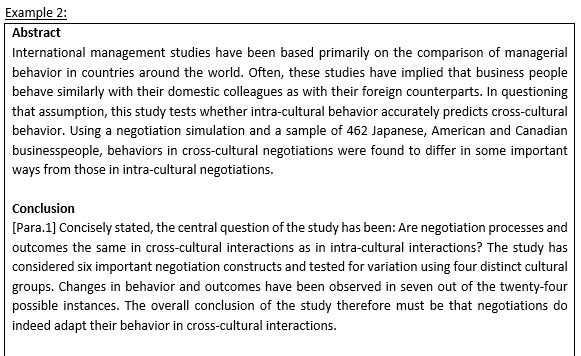 Example 2:
Abstract
International management studies have been based primarily on the comparison of managerial
behavior in countries around the world. Often, these studies have implied that business people
behave similarly with their domestic colleagues as with their foreign counterparts. In questioning
that assumption, this study tests whether intra-cultural behavior accurately predicts cross-cultural
behavior. Using a negotiation simulation and a sample of 462 Japanese, American and Canadian
businesspeople, behaviors in cross-cultural negotiations were found to differ in some important
ways from those in intra-cultural negotiations.
Conclusion
[Para.1] Concisely stated, the central question of the study has been: Are negotiation processes and
outcomes the same in cross-cultural interactions as in intra-cultural interactions? The study has
considered six important negotiation constructs and tested for variation using four distinct cultural
groups. Changes in behavior and outcomes have been observed in seven out of the twenty-four
possible instances. The overall conclusion of the study therefore must be that negotiations do
indeed adapt their behavior in cross-cultural interactions.